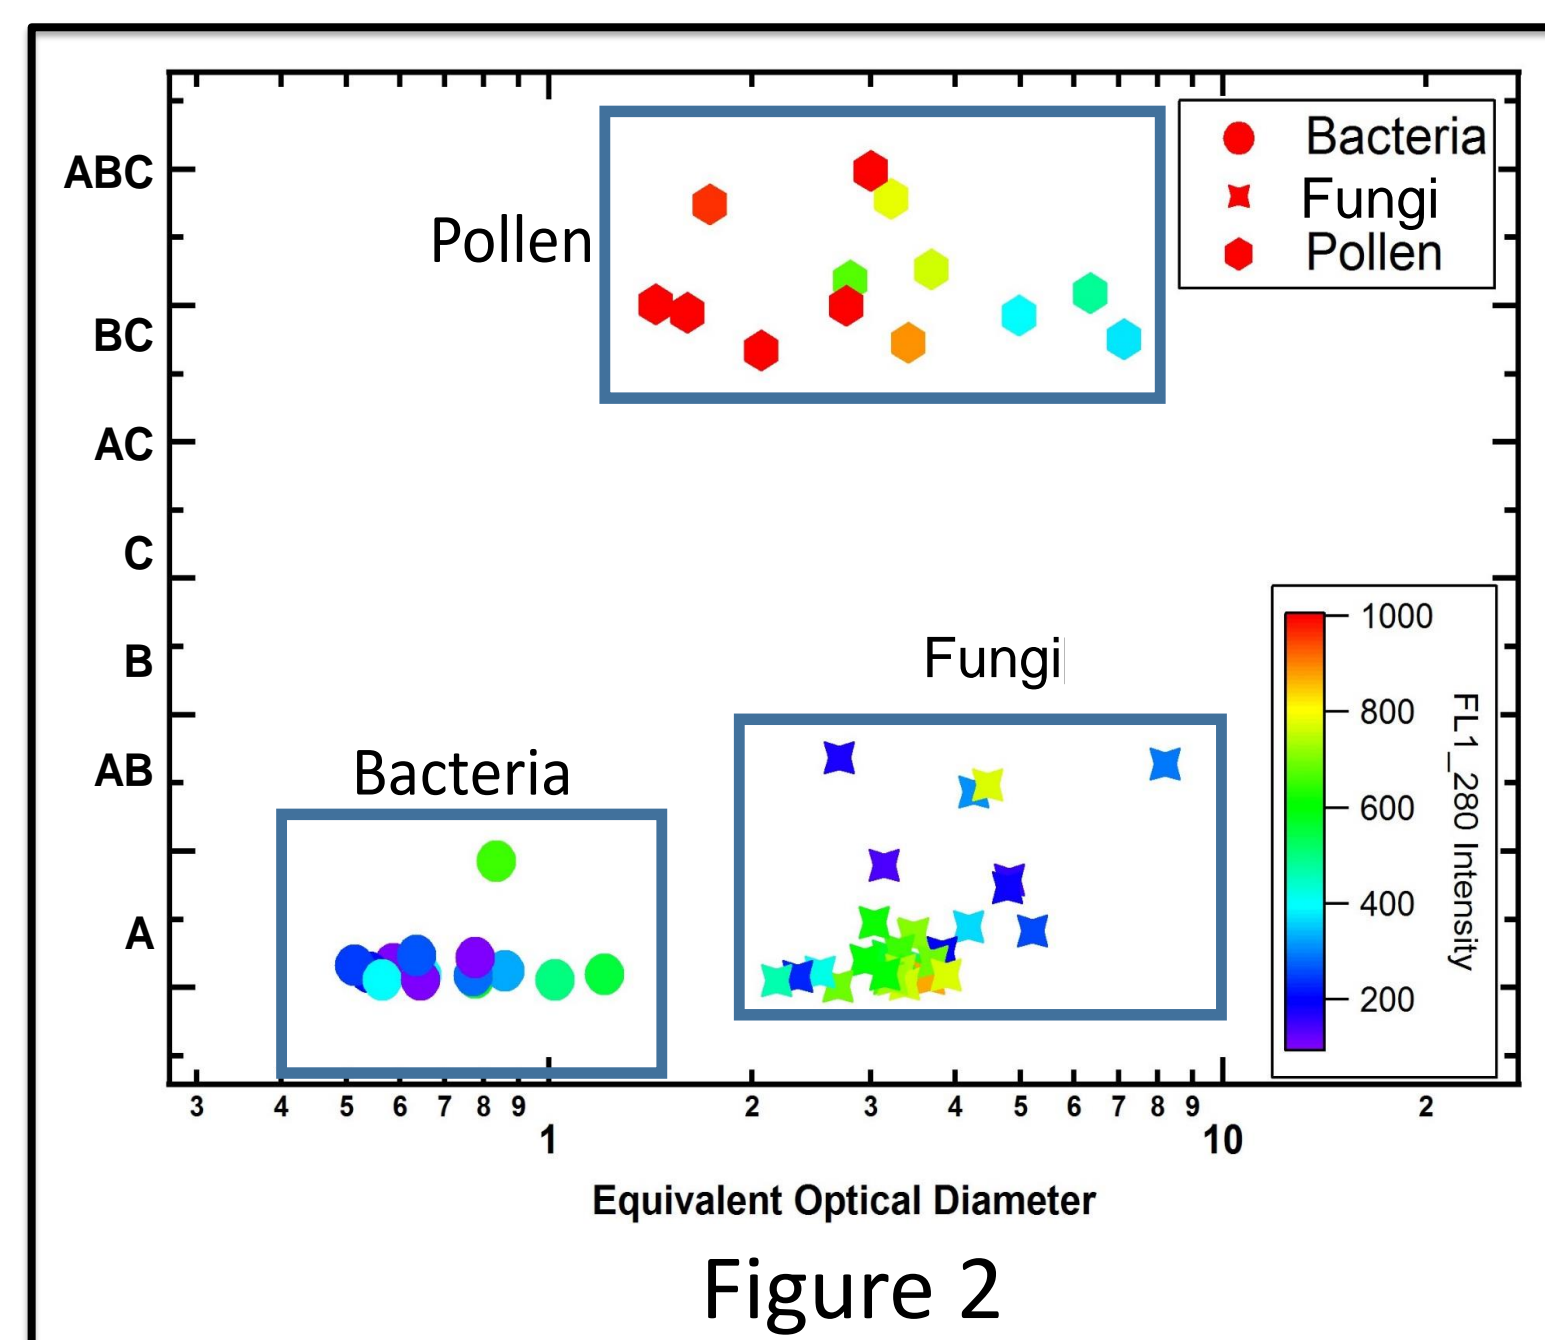 ABC
BC
AC
C
B
AB
A
Pollen
Fungi
Bacteria
Bacteria
Fungi
Pollen
1000
800
600
400
200
FL1_280 Intensity
3 4 5 6 7 8 9 2 3 4 5 6 7 8 9 2
1 10
Equivalent Optical Diameter
Figure 2